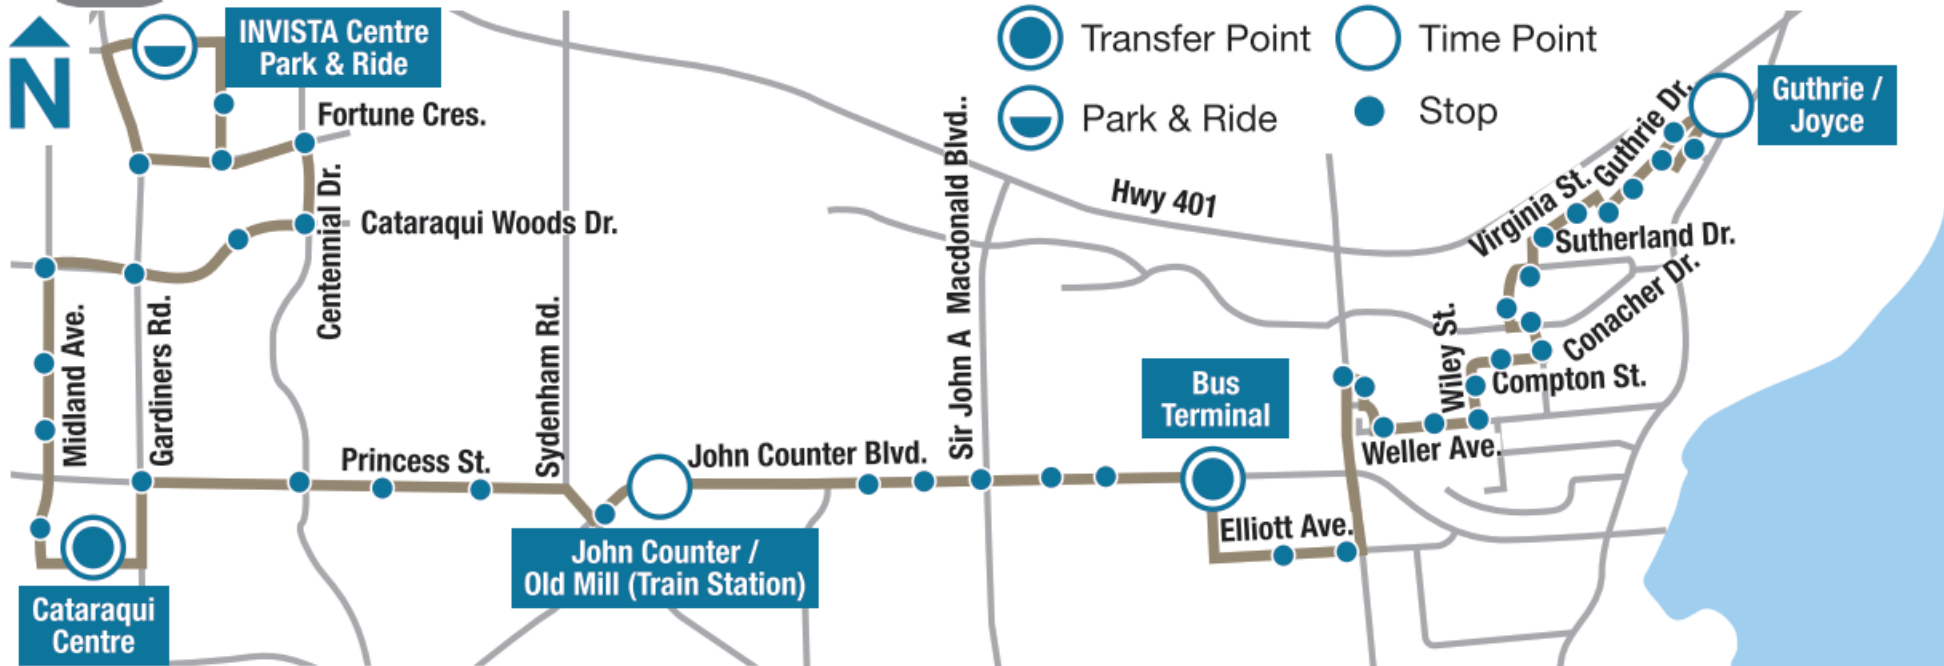 N
INVISTA Centre
Park & Ride
Fortune Cres.
Centennial Dr.
Cataraqui Woods Dr.
Midland Ave.
Gardiners Rd.
Sydenham Rd.
Princess St.
Cataraqui
Centre
John Counter /
Old Mill (Train Station)
John Counter Blvd.
Sir John A Macdonald Blvd..
Transfer Point
Time Point
Park & Ride
Stop
Hwy 401
Bus
Terminal
Elliott Ave.
Weller Ave.
Wiley St.
Compton St.
Conacher Dr.
Sutherland Dr.
Virginia St.
Guthrie Dr.
Guthrie /
Joyce